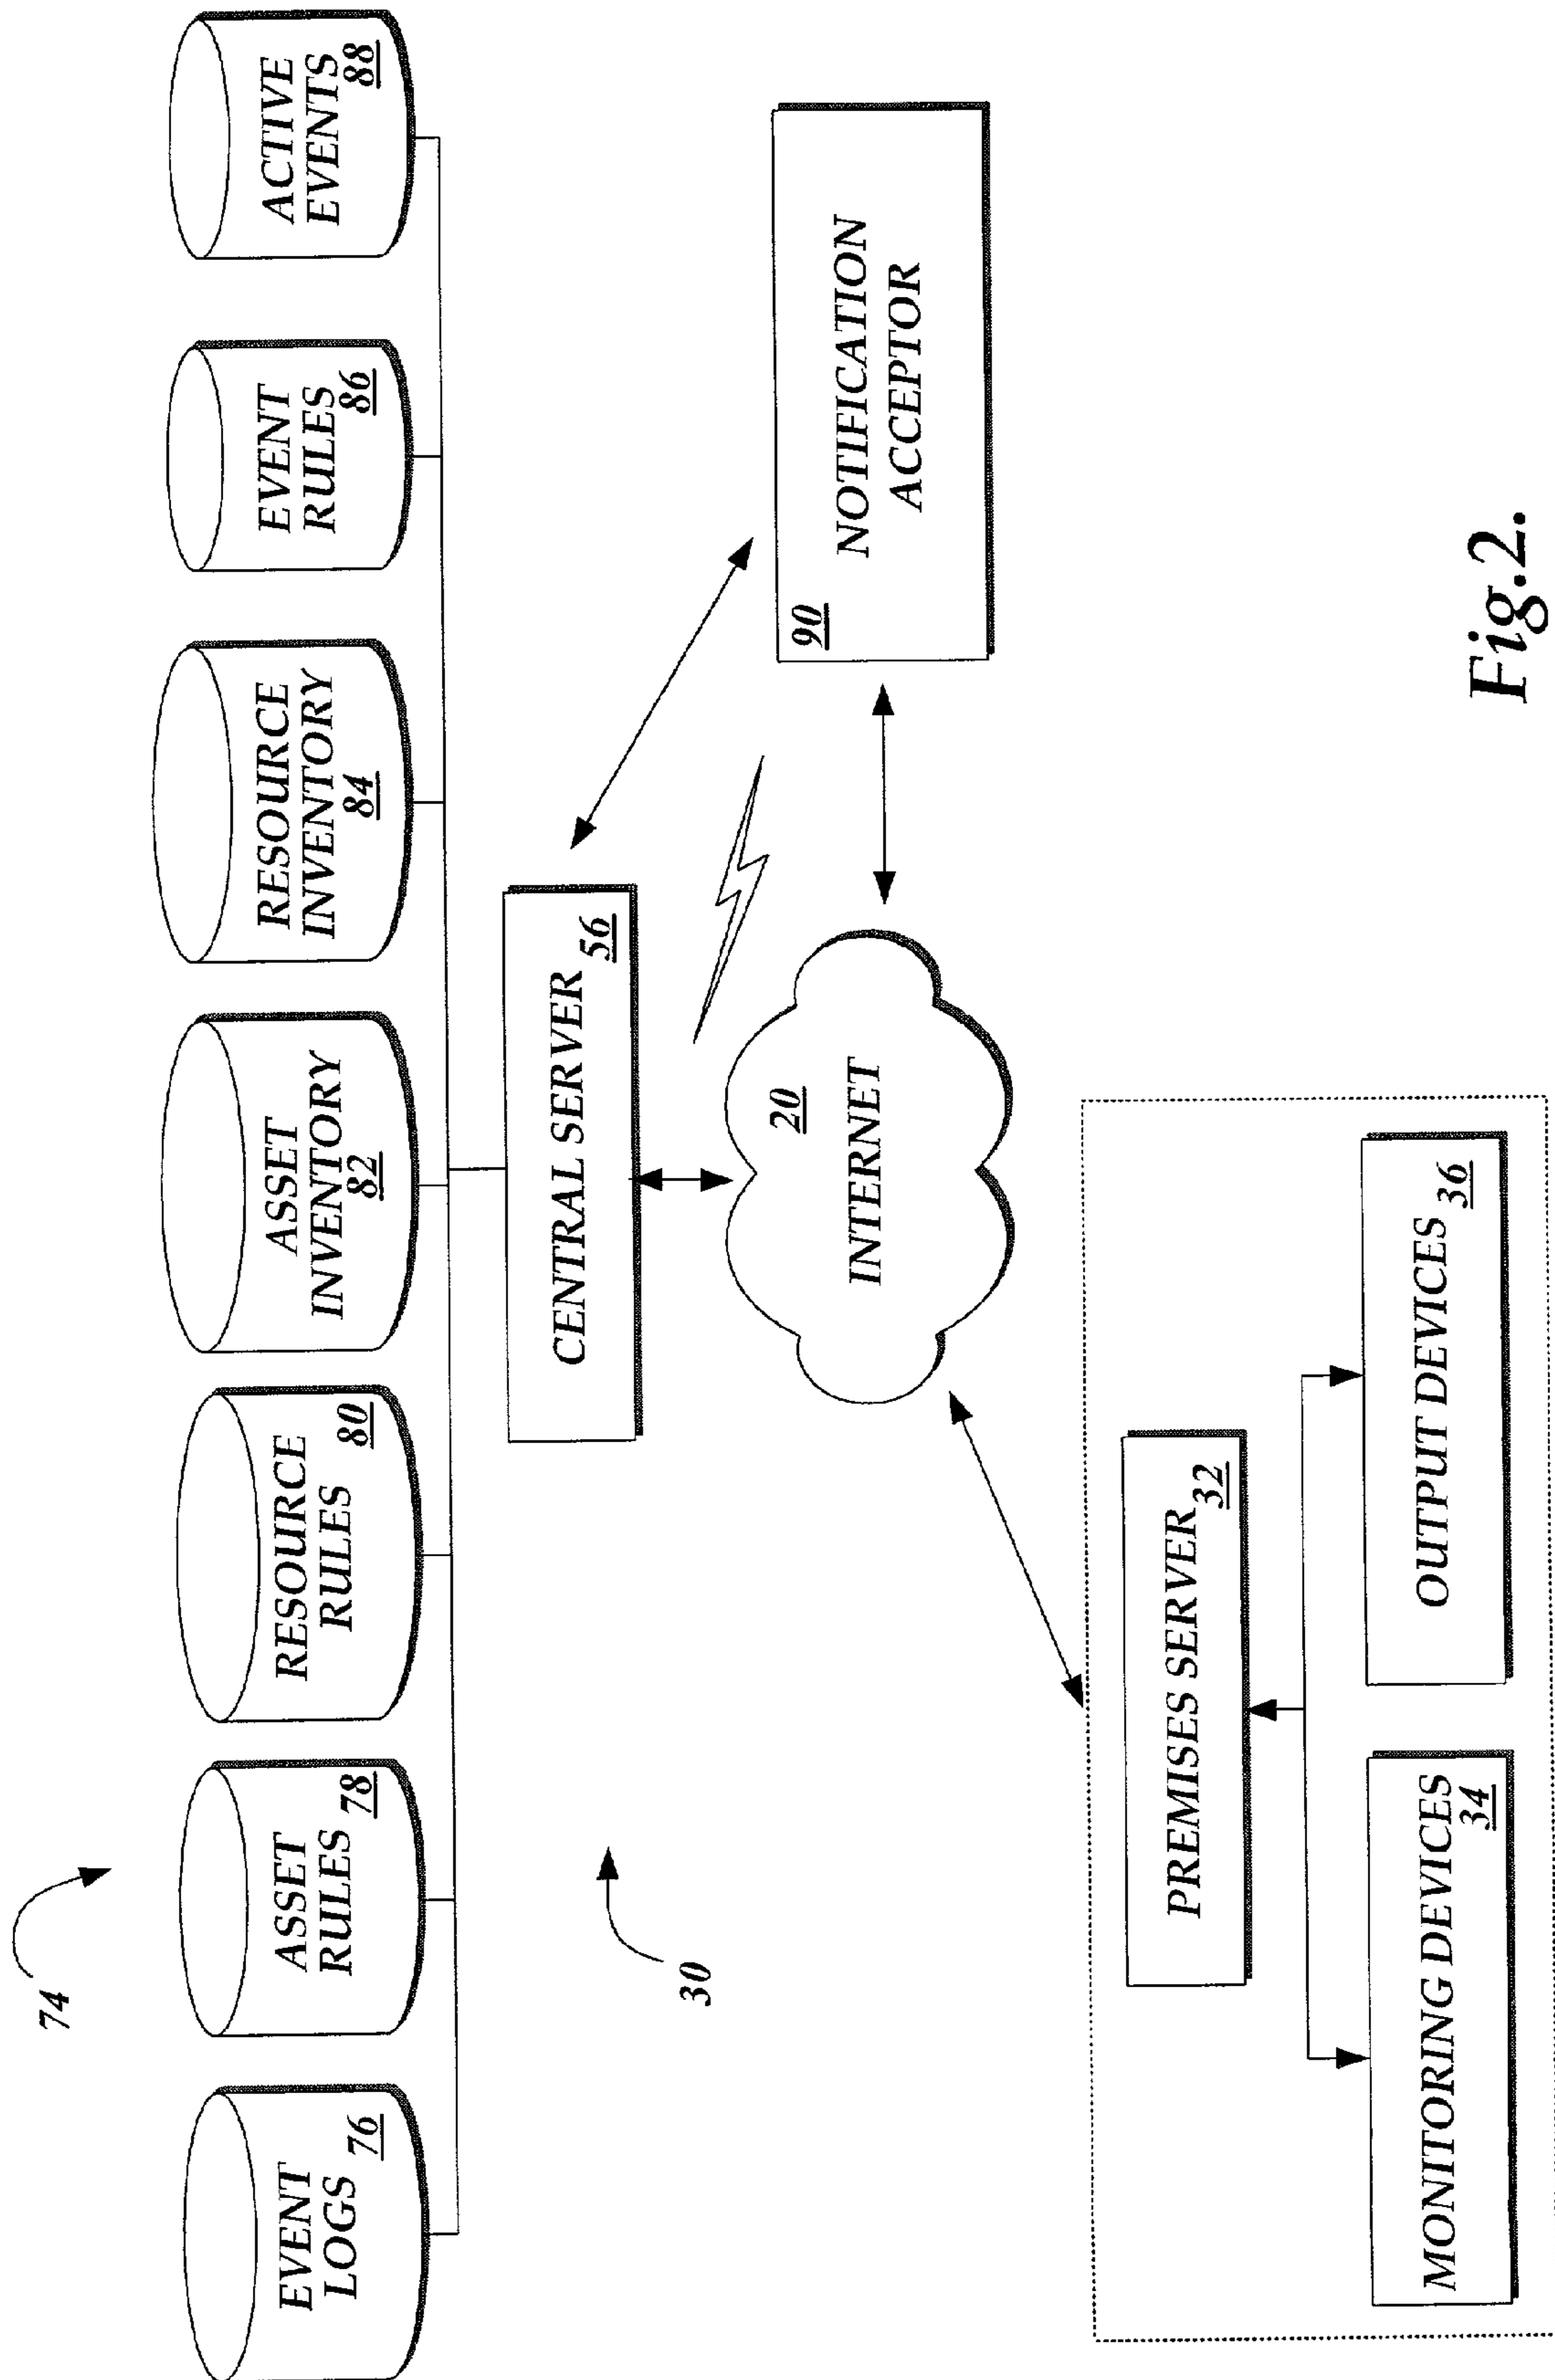 74
EVENT
LOGS
76
ASSET
RULES
78
RESOURCE
RULES
80
ASSET
INVENTORY
82
RESOURCE
INVENTORY
84
EVENT
RULES
86
ACTIVE
EVENTS
88
30
CENTRAL SERVER
56
20
INTERNET
90
NOTIFICATION
ACCEPTOR
PREMISES SERVER
32
MONITORING DEVICES
34
OUTPUT DEVICES
36
Fig.2.